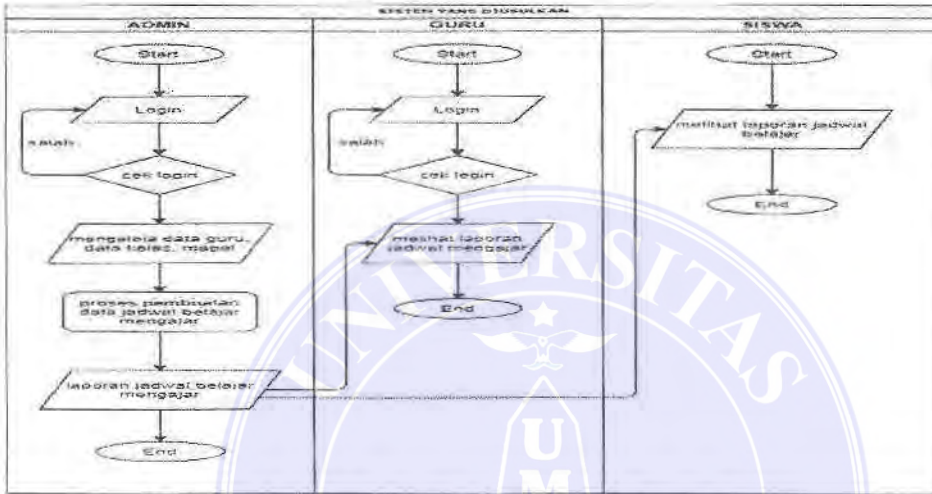 SISTEM YANG DIUSULKAN
ADMIN
GURU
SISWA
Start
Login
salah
cek login
mengelola data guru,
data kelas, mapel
proses pembuatan
data jadwal belajar
mengajar
laporan jadwal belajar
mengajar
End
Start
Login
salah
cek login
melihat laporan
jadwal mengajar
End
Start
melihat laporan jadwal
belajar
End
UNIVERSITAS
U
M